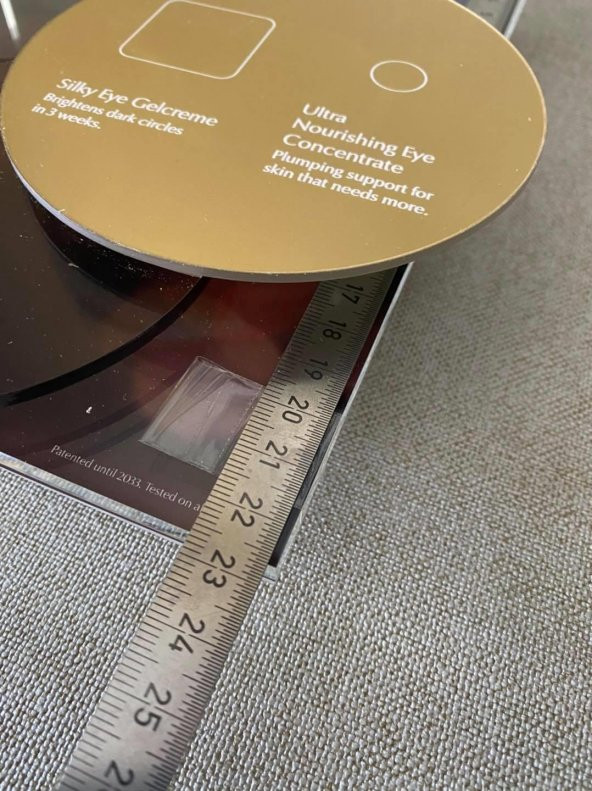 Silky Eye Gelcreme
Brightens dark circles
in 3 weeks.
Ultra
Nourishing Eye
Concentrate
Plumping support for
skin that needs more.
17
18
19
20
21
22
23
24
25
Patented until 2033. Tested on